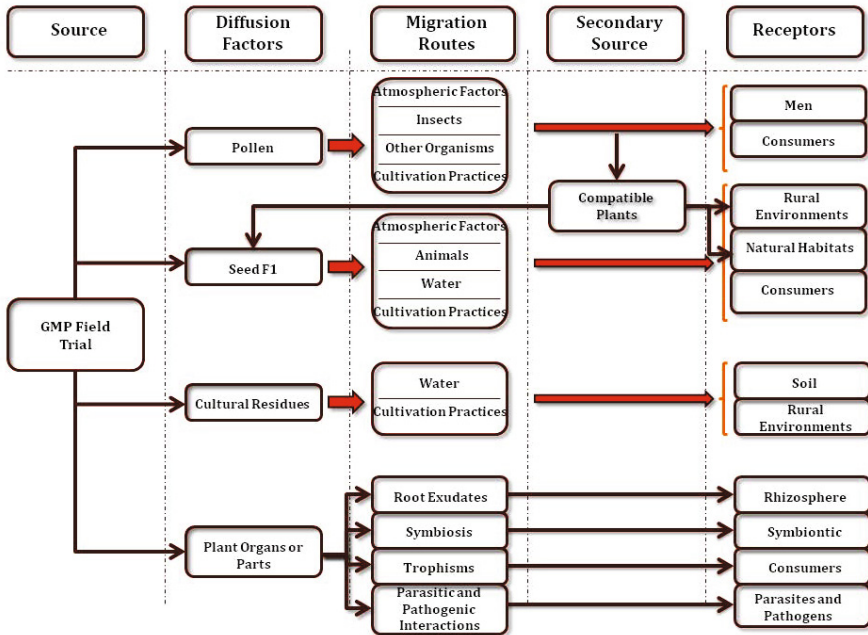 Source
Diffusion
Factors
Migration
Routes
Secondary
Source
Receptors
Atmospheric Factors
Insects
Other Organisms
Cultivation Practices
Pollen
Men
Consumers
Compatible
Plants
Rural
Environments
Natural Habitats
Consumers
Atmospheric Factors
Animals
Water
Cultivation Practices
Seed F1
GMP Field
Trial
Cultural Residues
Water
Cultivation Practices
Soil
Rural
Environments
Plant Organs or
Parts
Root Exudates
Rhizosphere
Symbiosis
Symbiontic
Trophisms
Consumers
Parasitic and
Pathogenic
Interactions
Parasites and
Pathogens